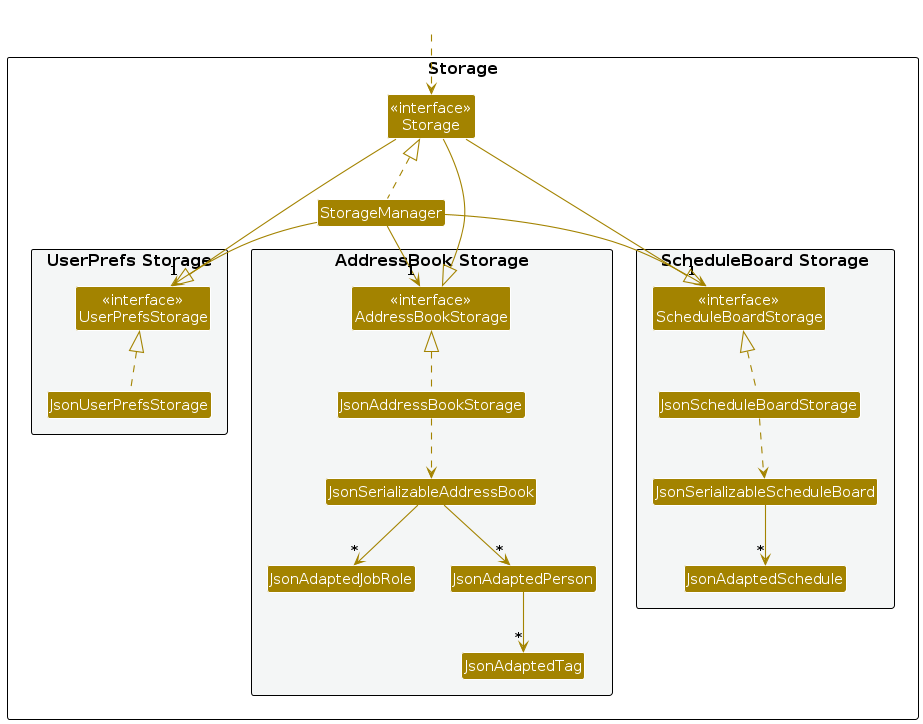 Storage
«interface»
Storage
StorageManager
UserPrefs Storage
AddressBook Storage
ScheduleBoard Storage
1
1
1
«interface»
UserPrefsStorage
«interface»
AddressBookStorage
«interface»
ScheduleBoardStorage
JsonUserPrefsStorage
JsonAddressBookStorage
JsonScheduleBoardStorage
JsonSerializableAddressBook
JsonSerializableScheduleBoard
*
*
*
JsonAdaptedJobRole
JsonAdaptedPerson
JsonAdaptedSchedule
*
JsonAdaptedTag